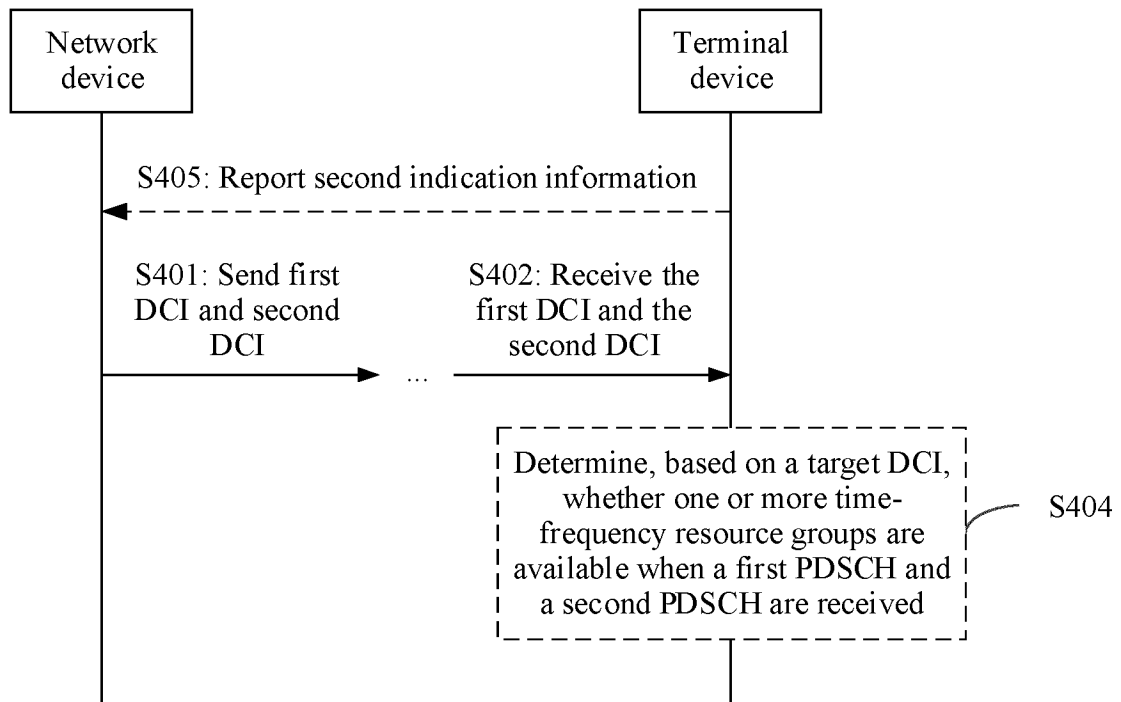 Network
device
Terminal
device
S405: Report second indication information
S401: Send first
DCI and second
DCI
S402: Receive the
first DCI and the
second DCI
...
Determine, based on a target DCI,
whether one or more time-
frequency resource groups are
available when a first PDSCH and
a second PDSCH are received
S404